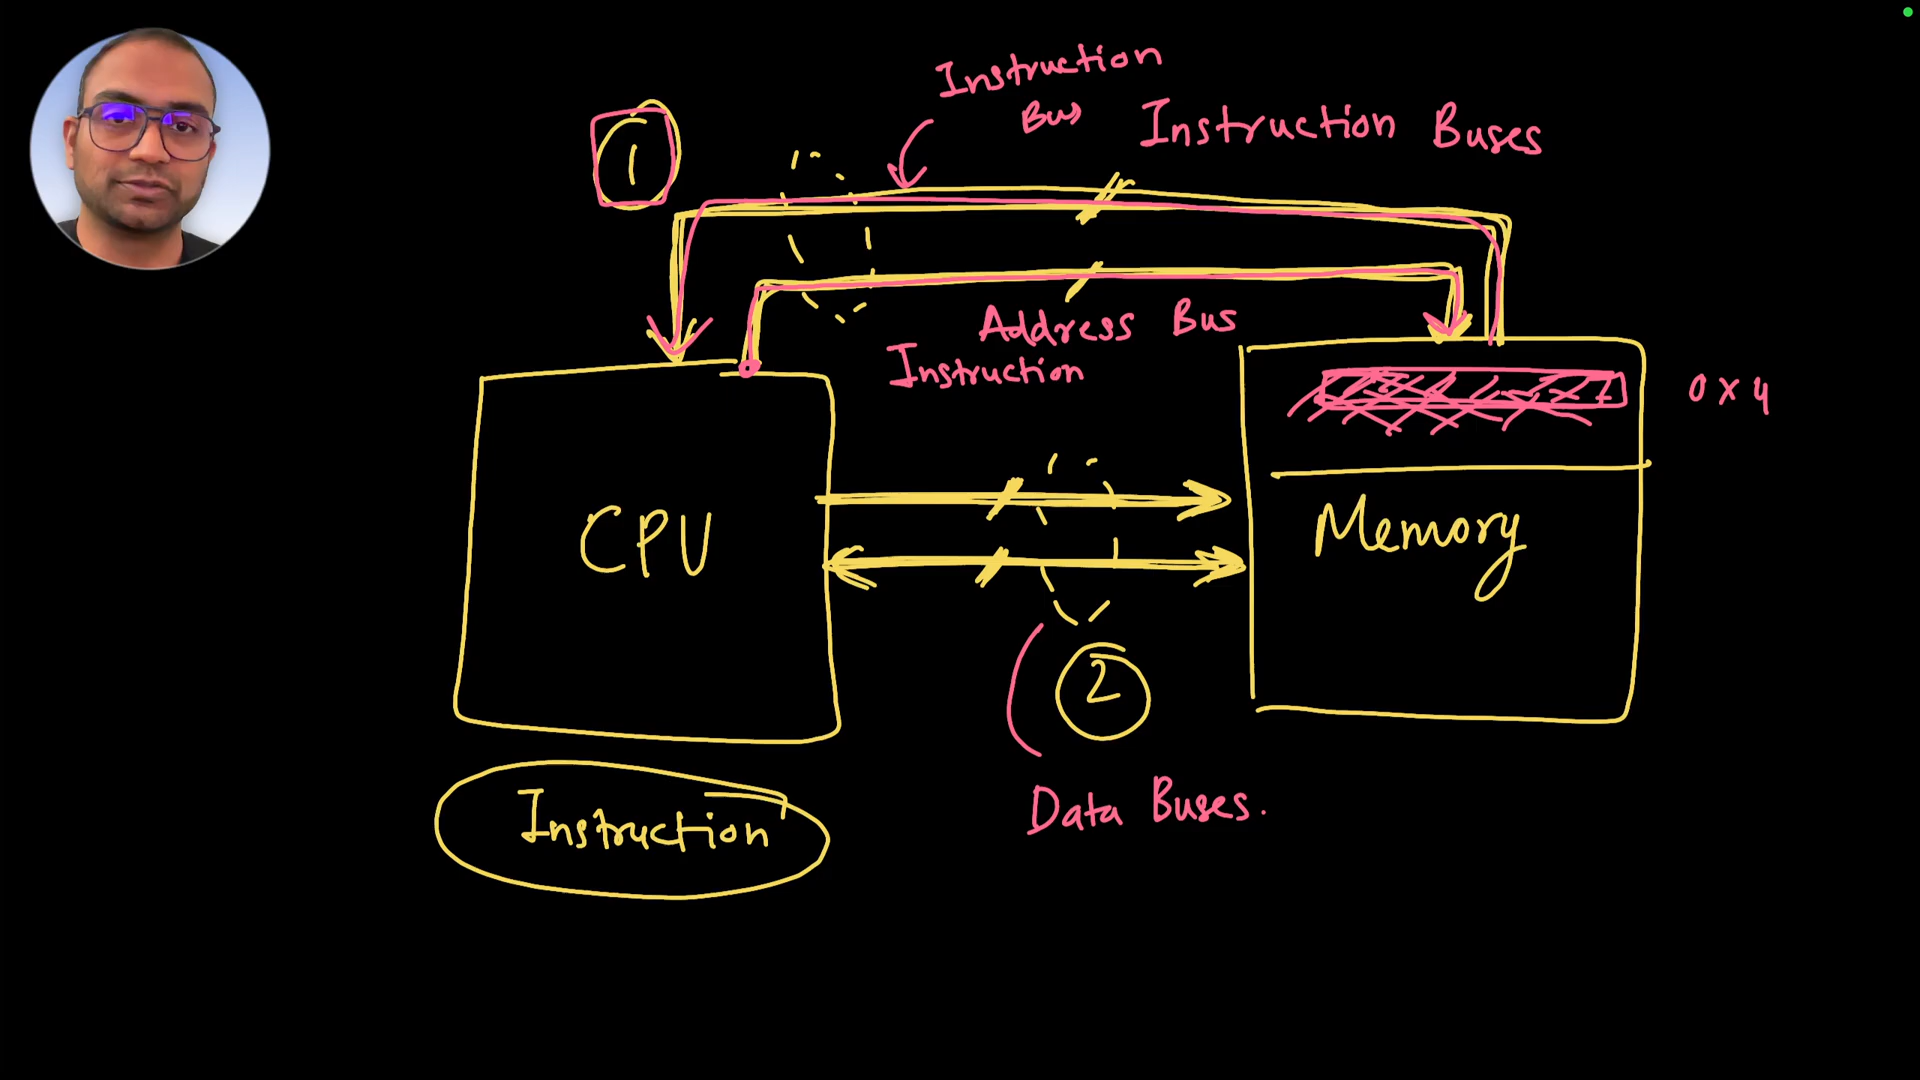 Instruction
Bus
Instruction Buses
1
Address Bus
Instruction
0x4
CPU
Memory
2
Data Buses.
Instruction